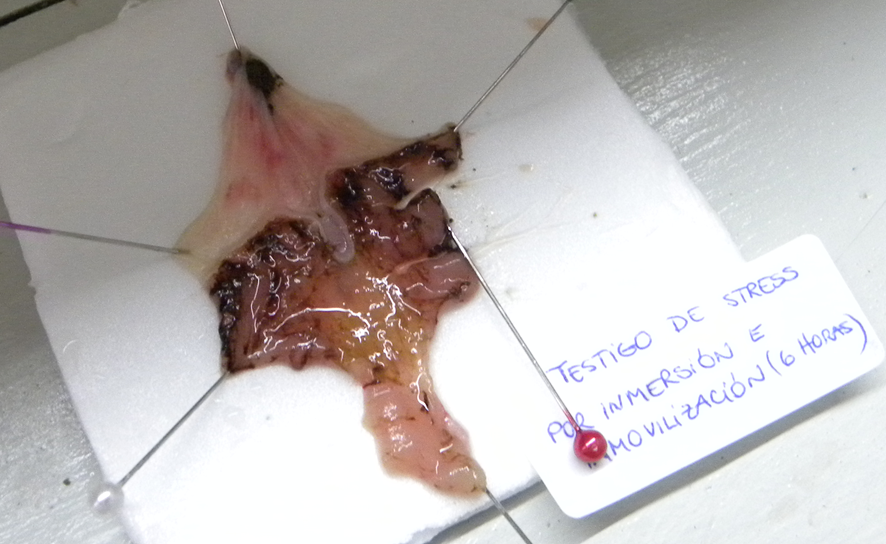 TESTIGO DE STRESS
POR INMERSIÓN E
INMOVILIZACIÓN (6 HORAS)